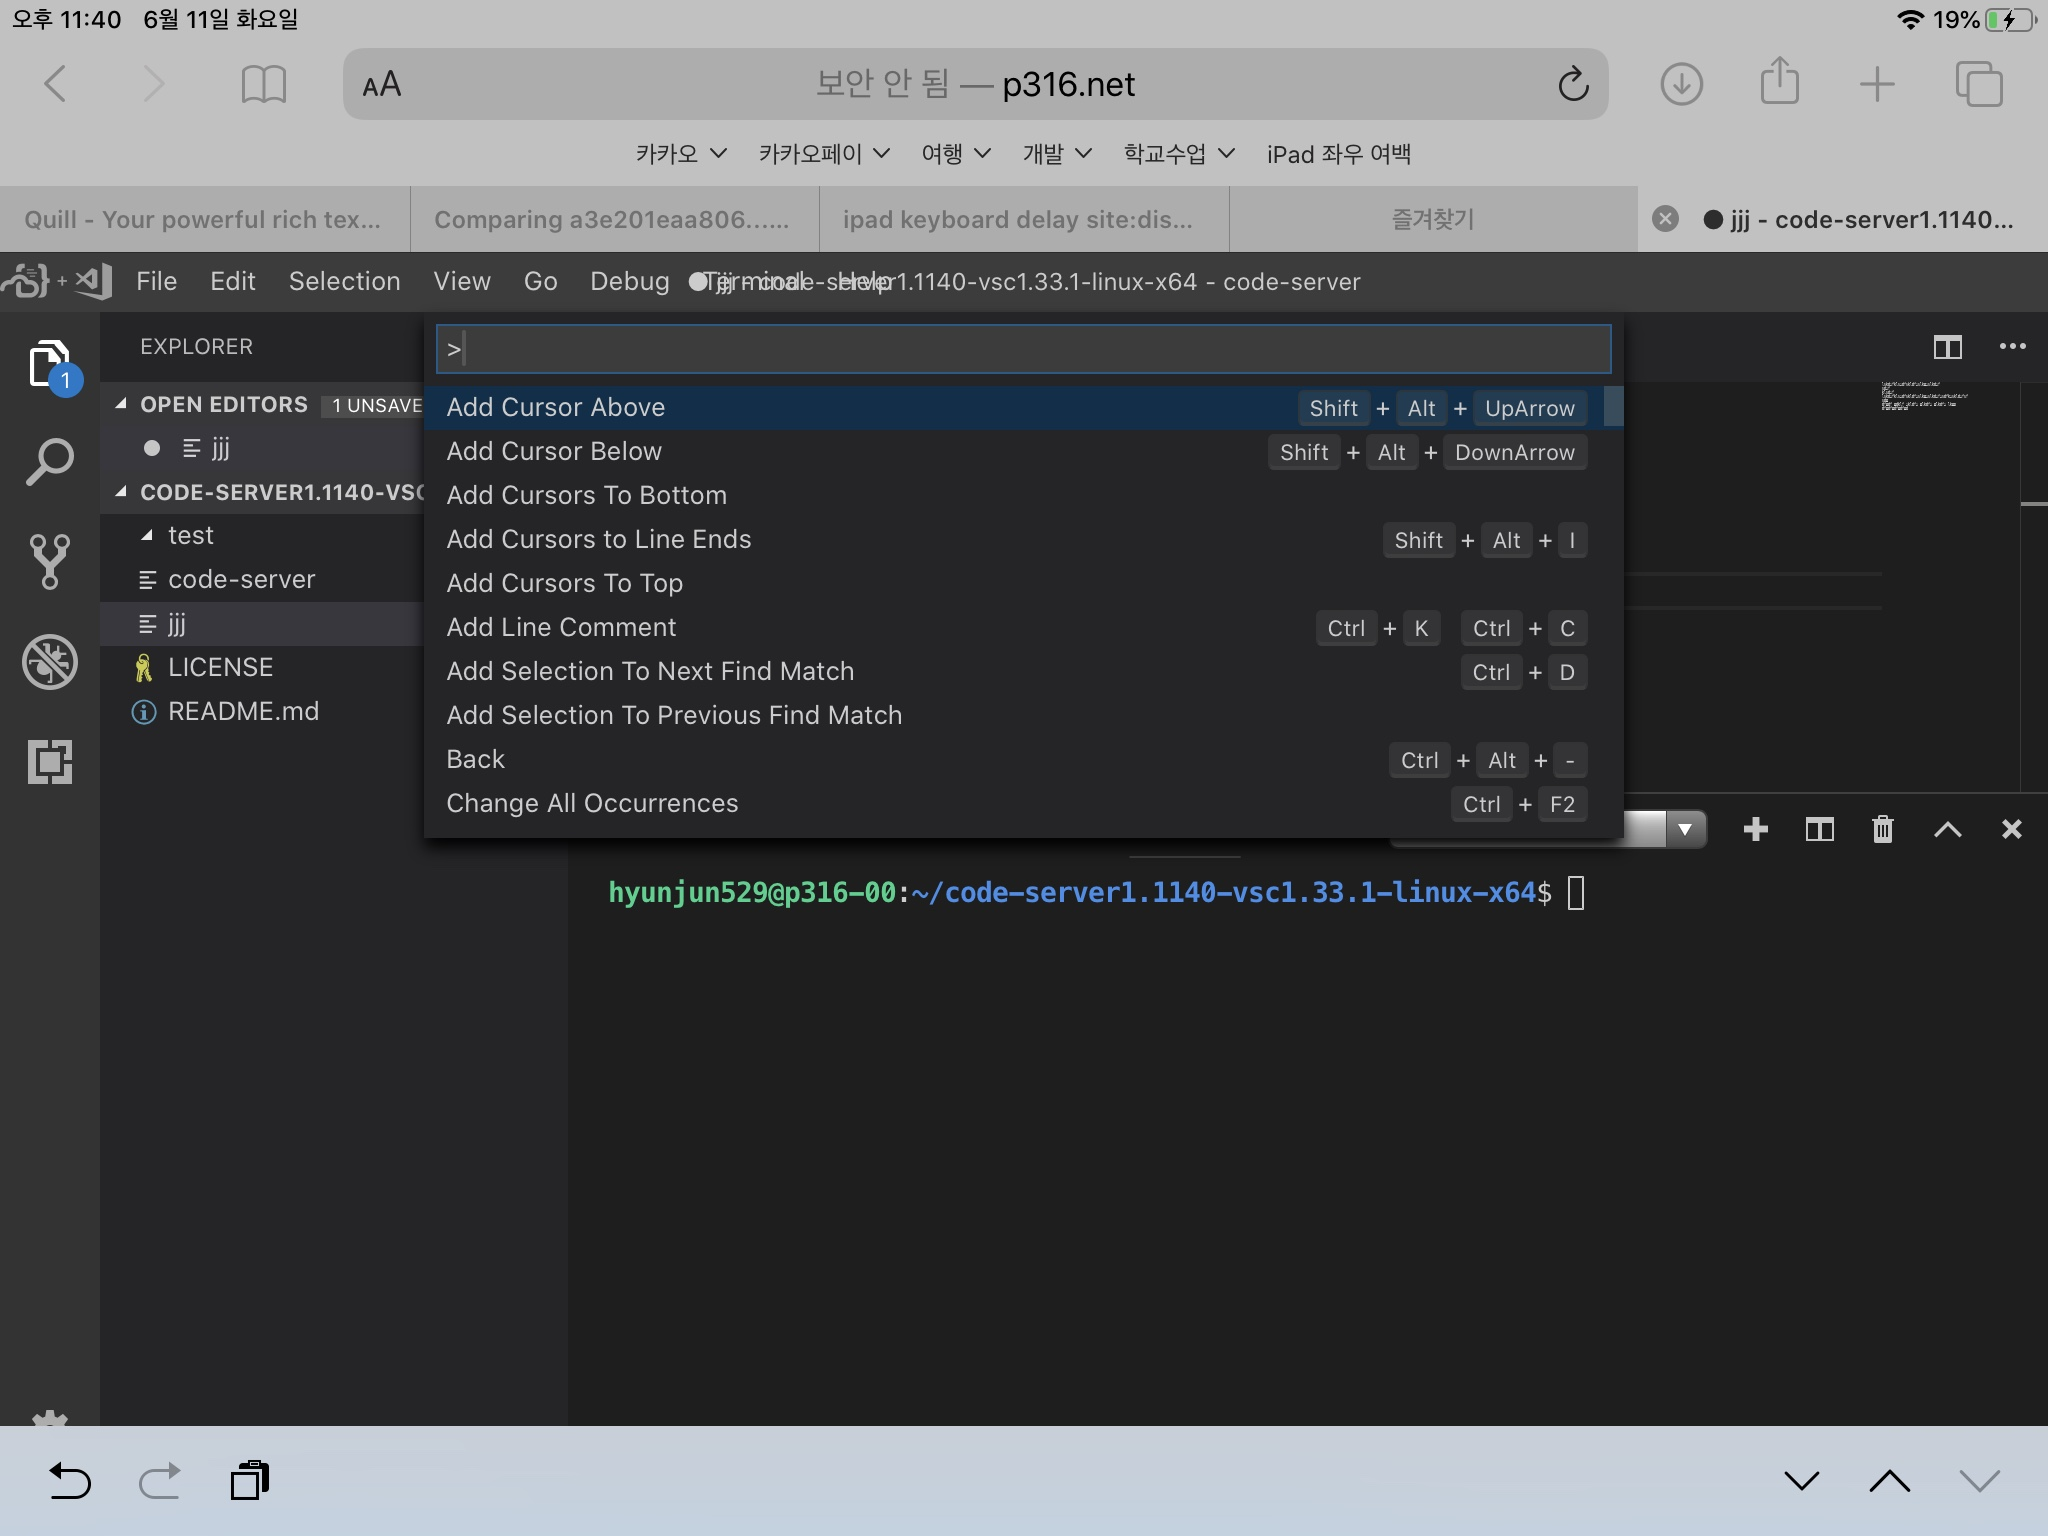 오후 11:40 6월 11일 화요일 19%
AA 보안 안 됨 — p316.net
카카오 카카오페이 여행 개발 학교수업 iPad 좌우 여백
Quill - Your powerful rich tex... Comparing a3e201eaa806...... ipad keyboard delay site:dis... 즐겨찾기 jjj - code-server1.1140...
File Edit Selection View Go Debug Terminal Help jjj - code-server1.1140-vsc1.33.1-linux-x64 - code-server
EXPLORER
1
>
OPEN EDITORS 1 UNSAVE
jjj
CODE-SERVER1.1140-VSC
test
code-server
jjj
LICENSE
README.md
Add Cursor Above Shift + Alt + UpArrow
Add Cursor Below Shift + Alt + DownArrow
Add Cursors To Bottom
Add Cursors to Line Ends Shift + Alt + I
Add Cursors To Top
Add Line Comment Ctrl + K Ctrl + C
Add Selection To Next Find Match Ctrl + D
Add Selection To Previous Find Match
Back Ctrl + Alt + -
Change All Occurrences Ctrl + F2
hyunjun529@p316-00:~/code-server1.1140-vsc1.33.1-linux-x64$